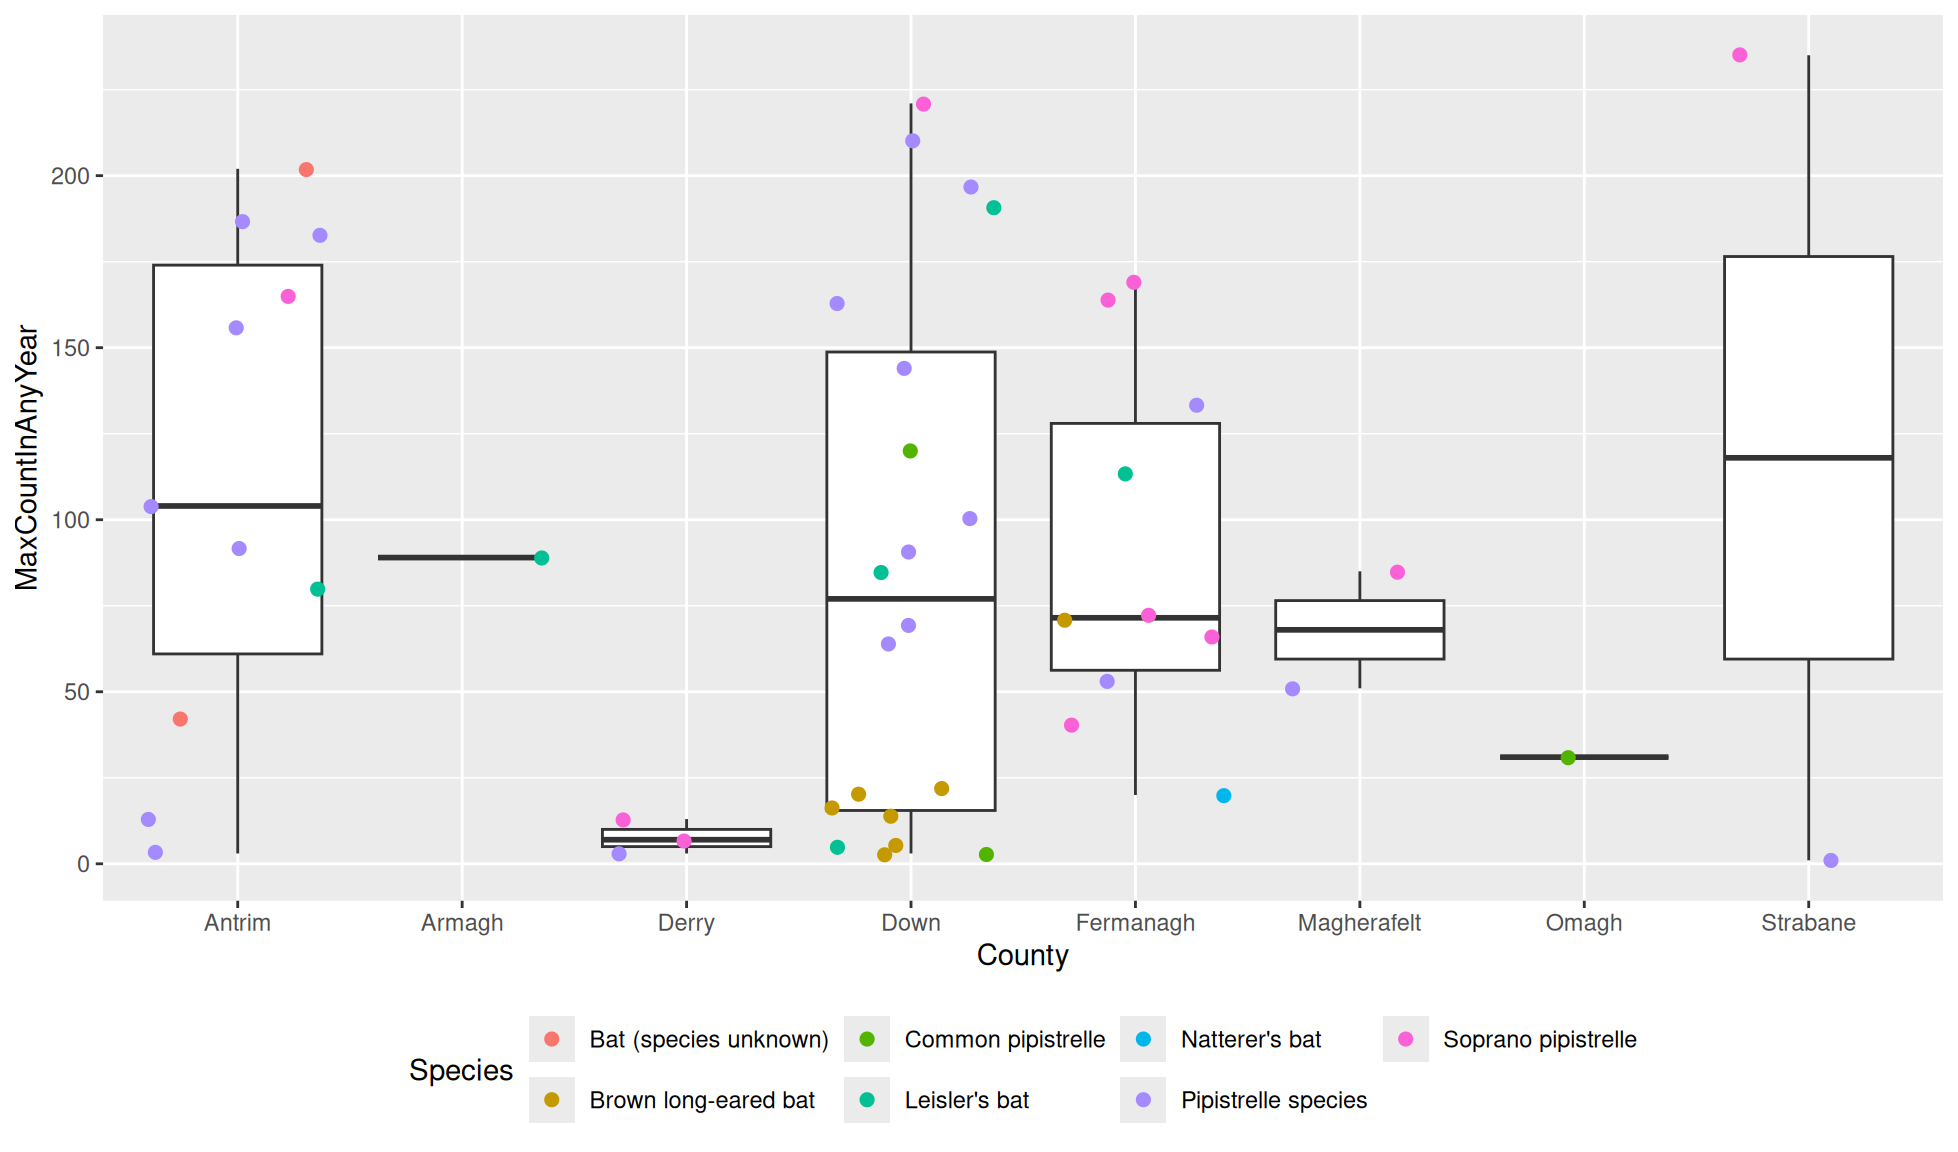 MaxCountInAnyYear
200
150
100
50
0
Antrim Armagh Derry Down Fermanagh Magherafelt Omagh Strabane
County
Species
Bat (species unknown) Common pipistrelle Natterer's bat Soprano pipistrelle
Brown long-eared bat Leisler's bat Pipistrelle species